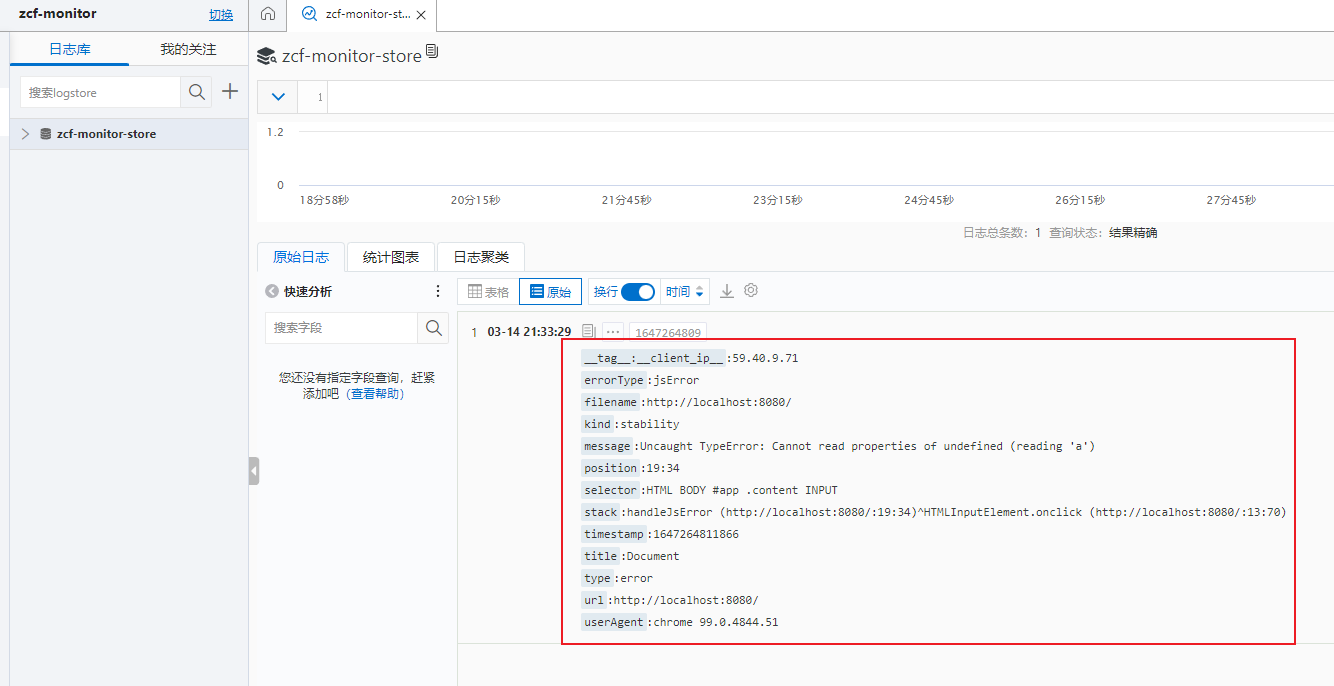 zcf-monitor 切换
zcf-monitor-st...
日志库 我的关注
搜索logstore
zcf-monitor-store
zcf-monitor-store
1
1.2
0
18分58秒 20分15秒 21分45秒 23分15秒 24分45秒 26分15秒 27分45秒
日志总条数: 1 查询状态: 结果精确
原始日志 统计图表 日志聚类
快速分析
搜索字段
您还没有指定字段查询，赶紧
添加吧（查看帮助）
表格 原始 换行 时间
1 03-14 21:33:29 ... 1647264809
__tag__:__client_ip__ :59.40.9.71
errorType :jsError
filename :http://localhost:8080/
kind :stability
message :Uncaught TypeError: Cannot read properties of undefined (reading 'a')
position :19:34
selector :HTML BODY #app .content INPUT
stack :handleJsError (http://localhost:8080/:19:34)^HTMLInputElement.onclick (http://localhost:8080/:13:70)
timestamp :1647264811866
title :Document
type :error
url :http://localhost:8080/
userAgent :chrome 99.0.4844.51